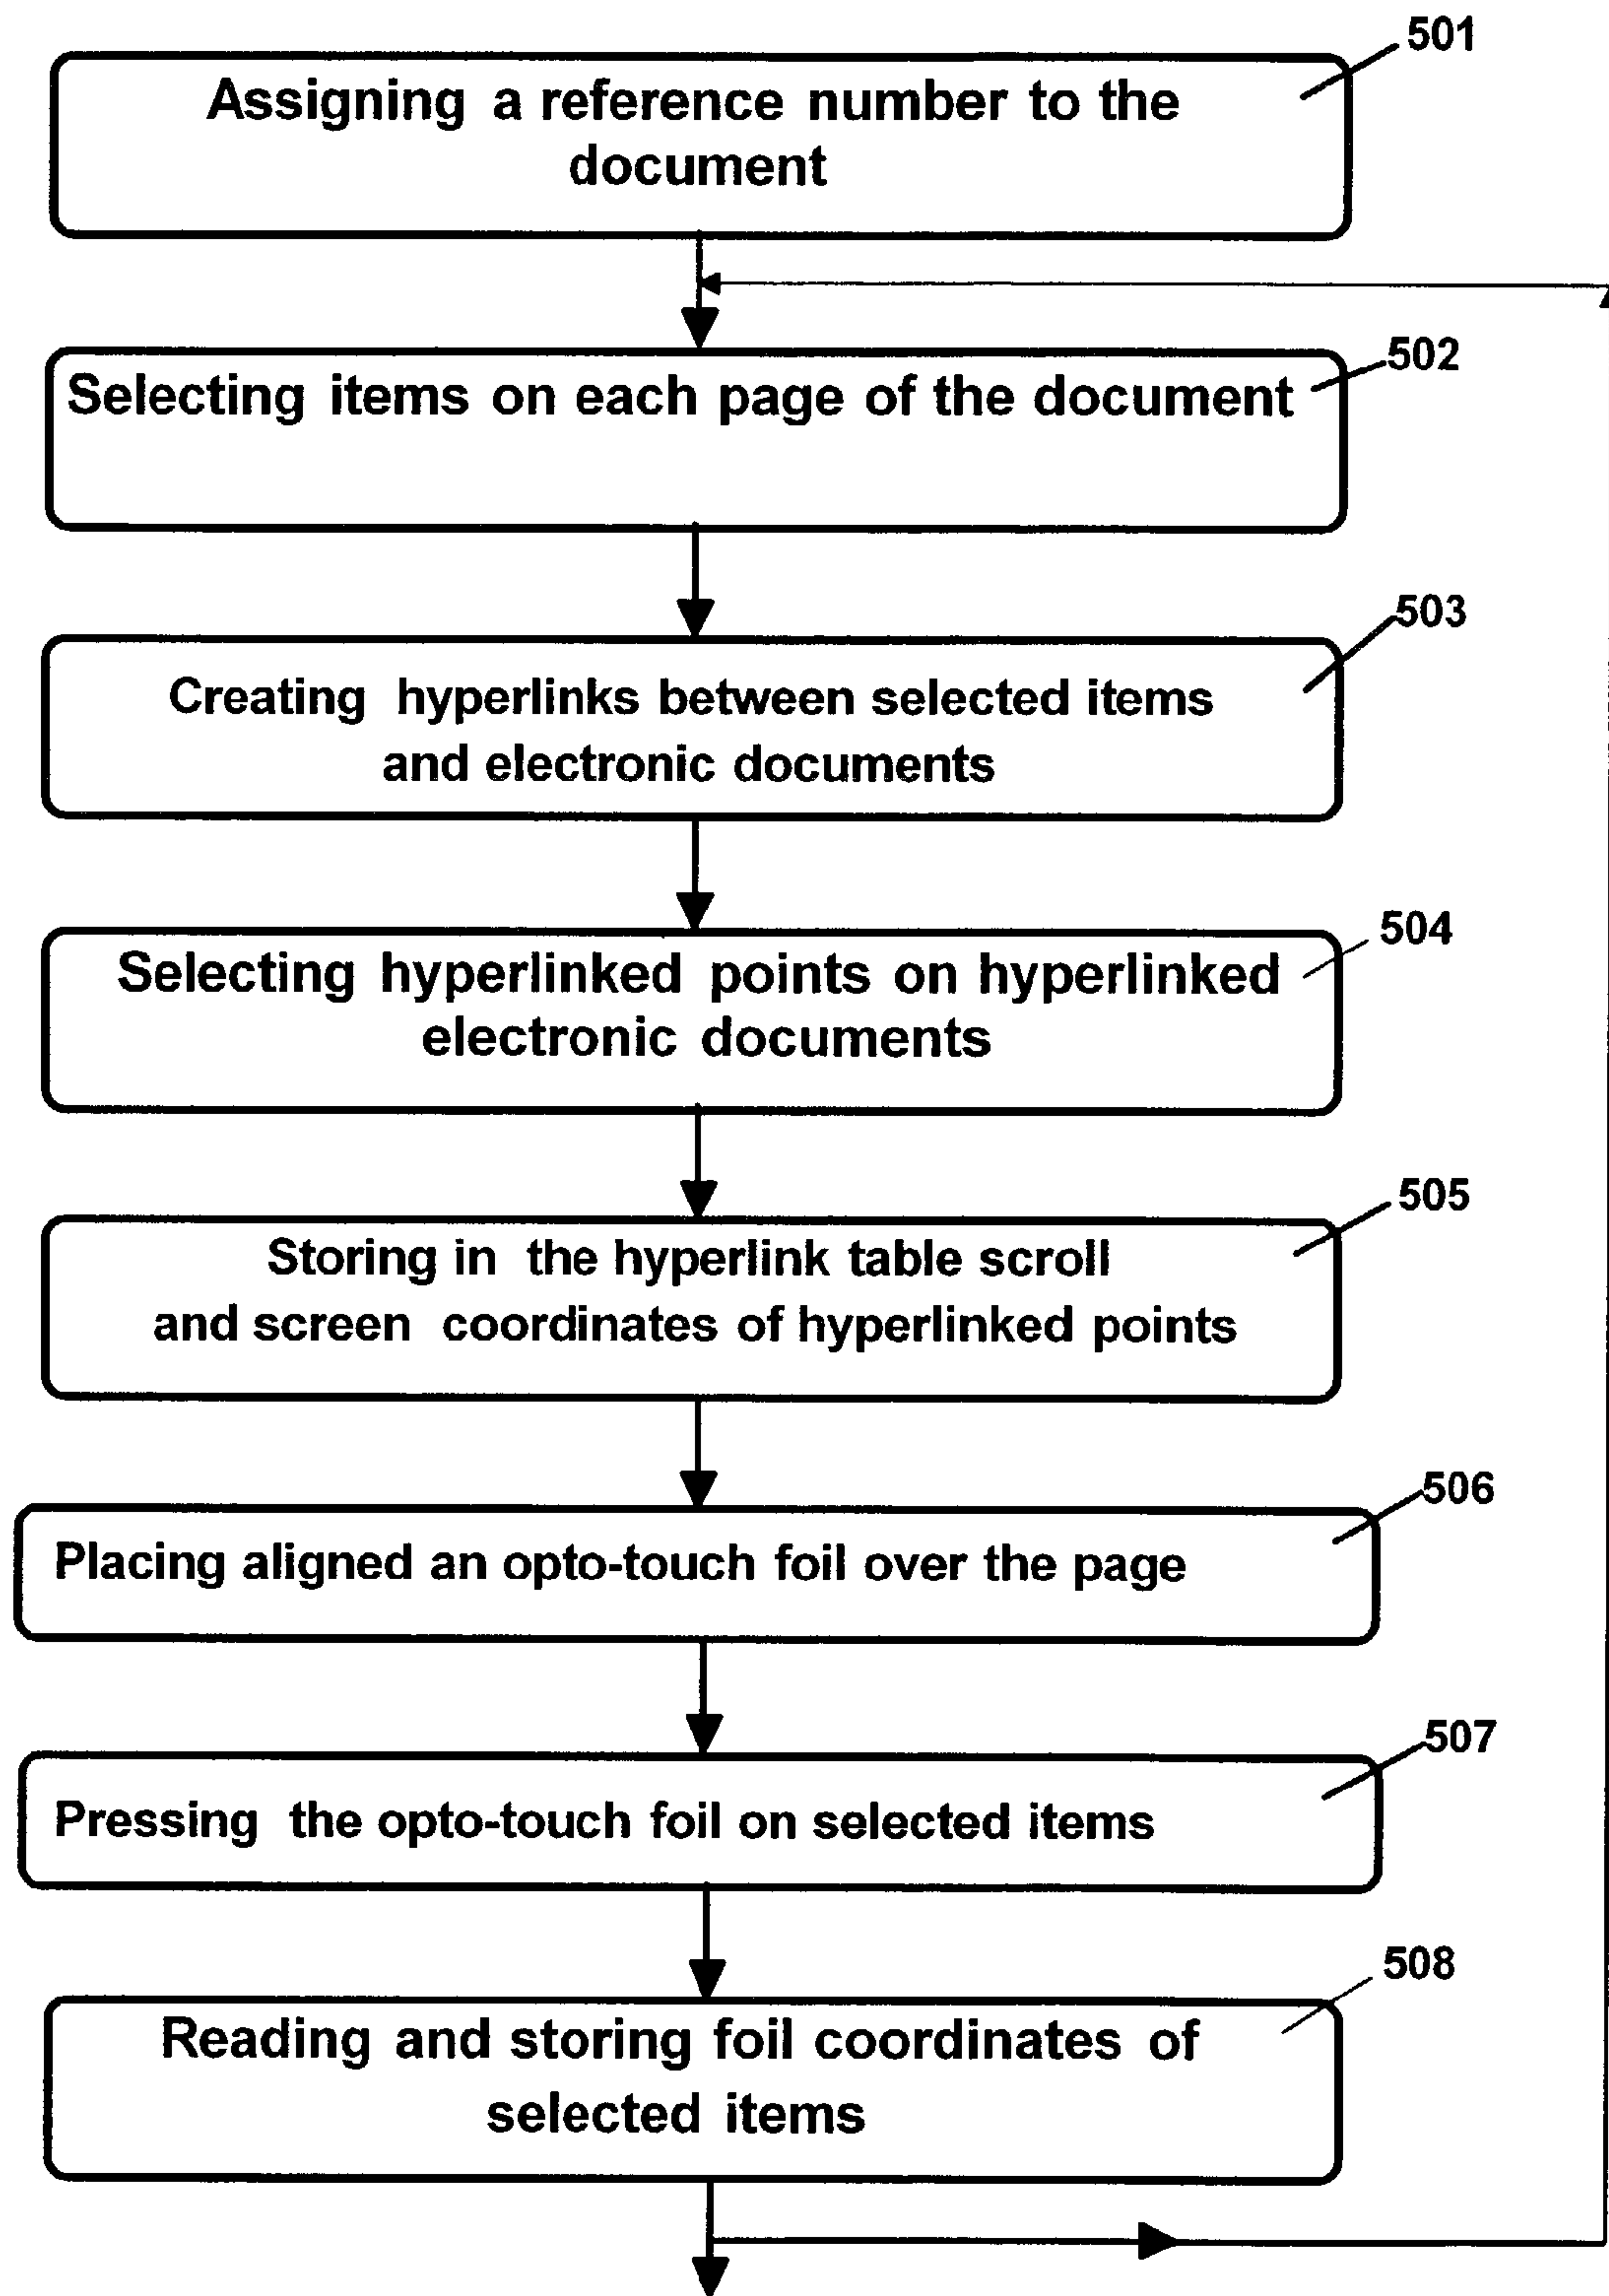 501
Assigning a reference number to the
document
502
Selecting items on each page of the document
503
Creating hyperlinks between selected items
and electronic documents
504
Selecting hyperlinked points on hyperlinked
electronic documents
505
Storing in the hyperlink table scroll
and screen coordinates of hyperlinked points
506
Placing aligned an opto-touch foil over the page
507
Pressing the opto-touch foil on selected items
508
Reading and storing foil coordinates of
selected items